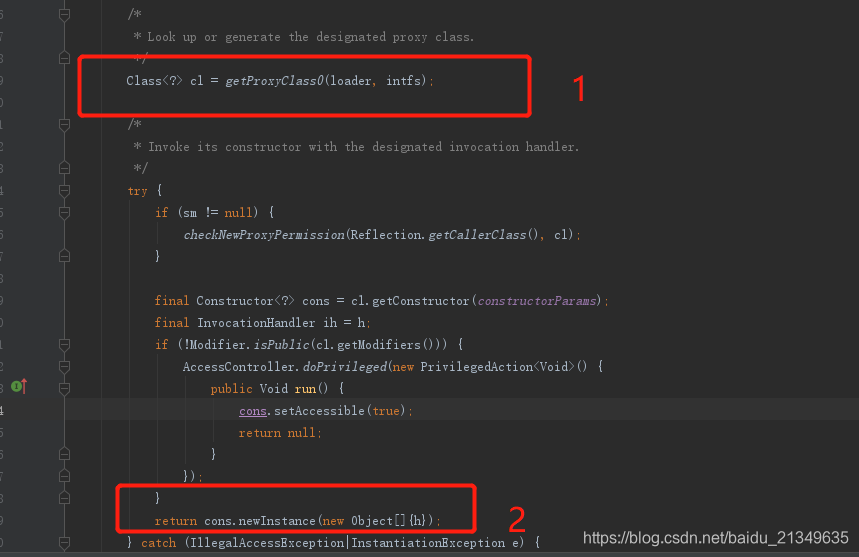 /*
* Look up or generate the designated proxy class.
*/
Class<?> cl = getProxyClass0(loader, intfs);
1
/*
* Invoke its constructor with the designated invocation handler.
*/
try {
if (sm != null) {
checkNewProxyPermission(Reflection.getCallerClass(), cl);
}
final Constructor<?> cons = cl.getConstructor(constructorParams);
final InvocationHandler ih = h;
if (!Modifier.isPublic(cl.getModifiers())) {
AccessController.doPrivileged(new PrivilegedAction<Void>() {
public Void run() {
cons.setAccessible(true);
return null;
}
});
}
return cons.newInstance(new Object[]{h});
2
} catch (IllegalAccessException|InstantiationException e) {
https://blog.csdn.net/baidu_21349635